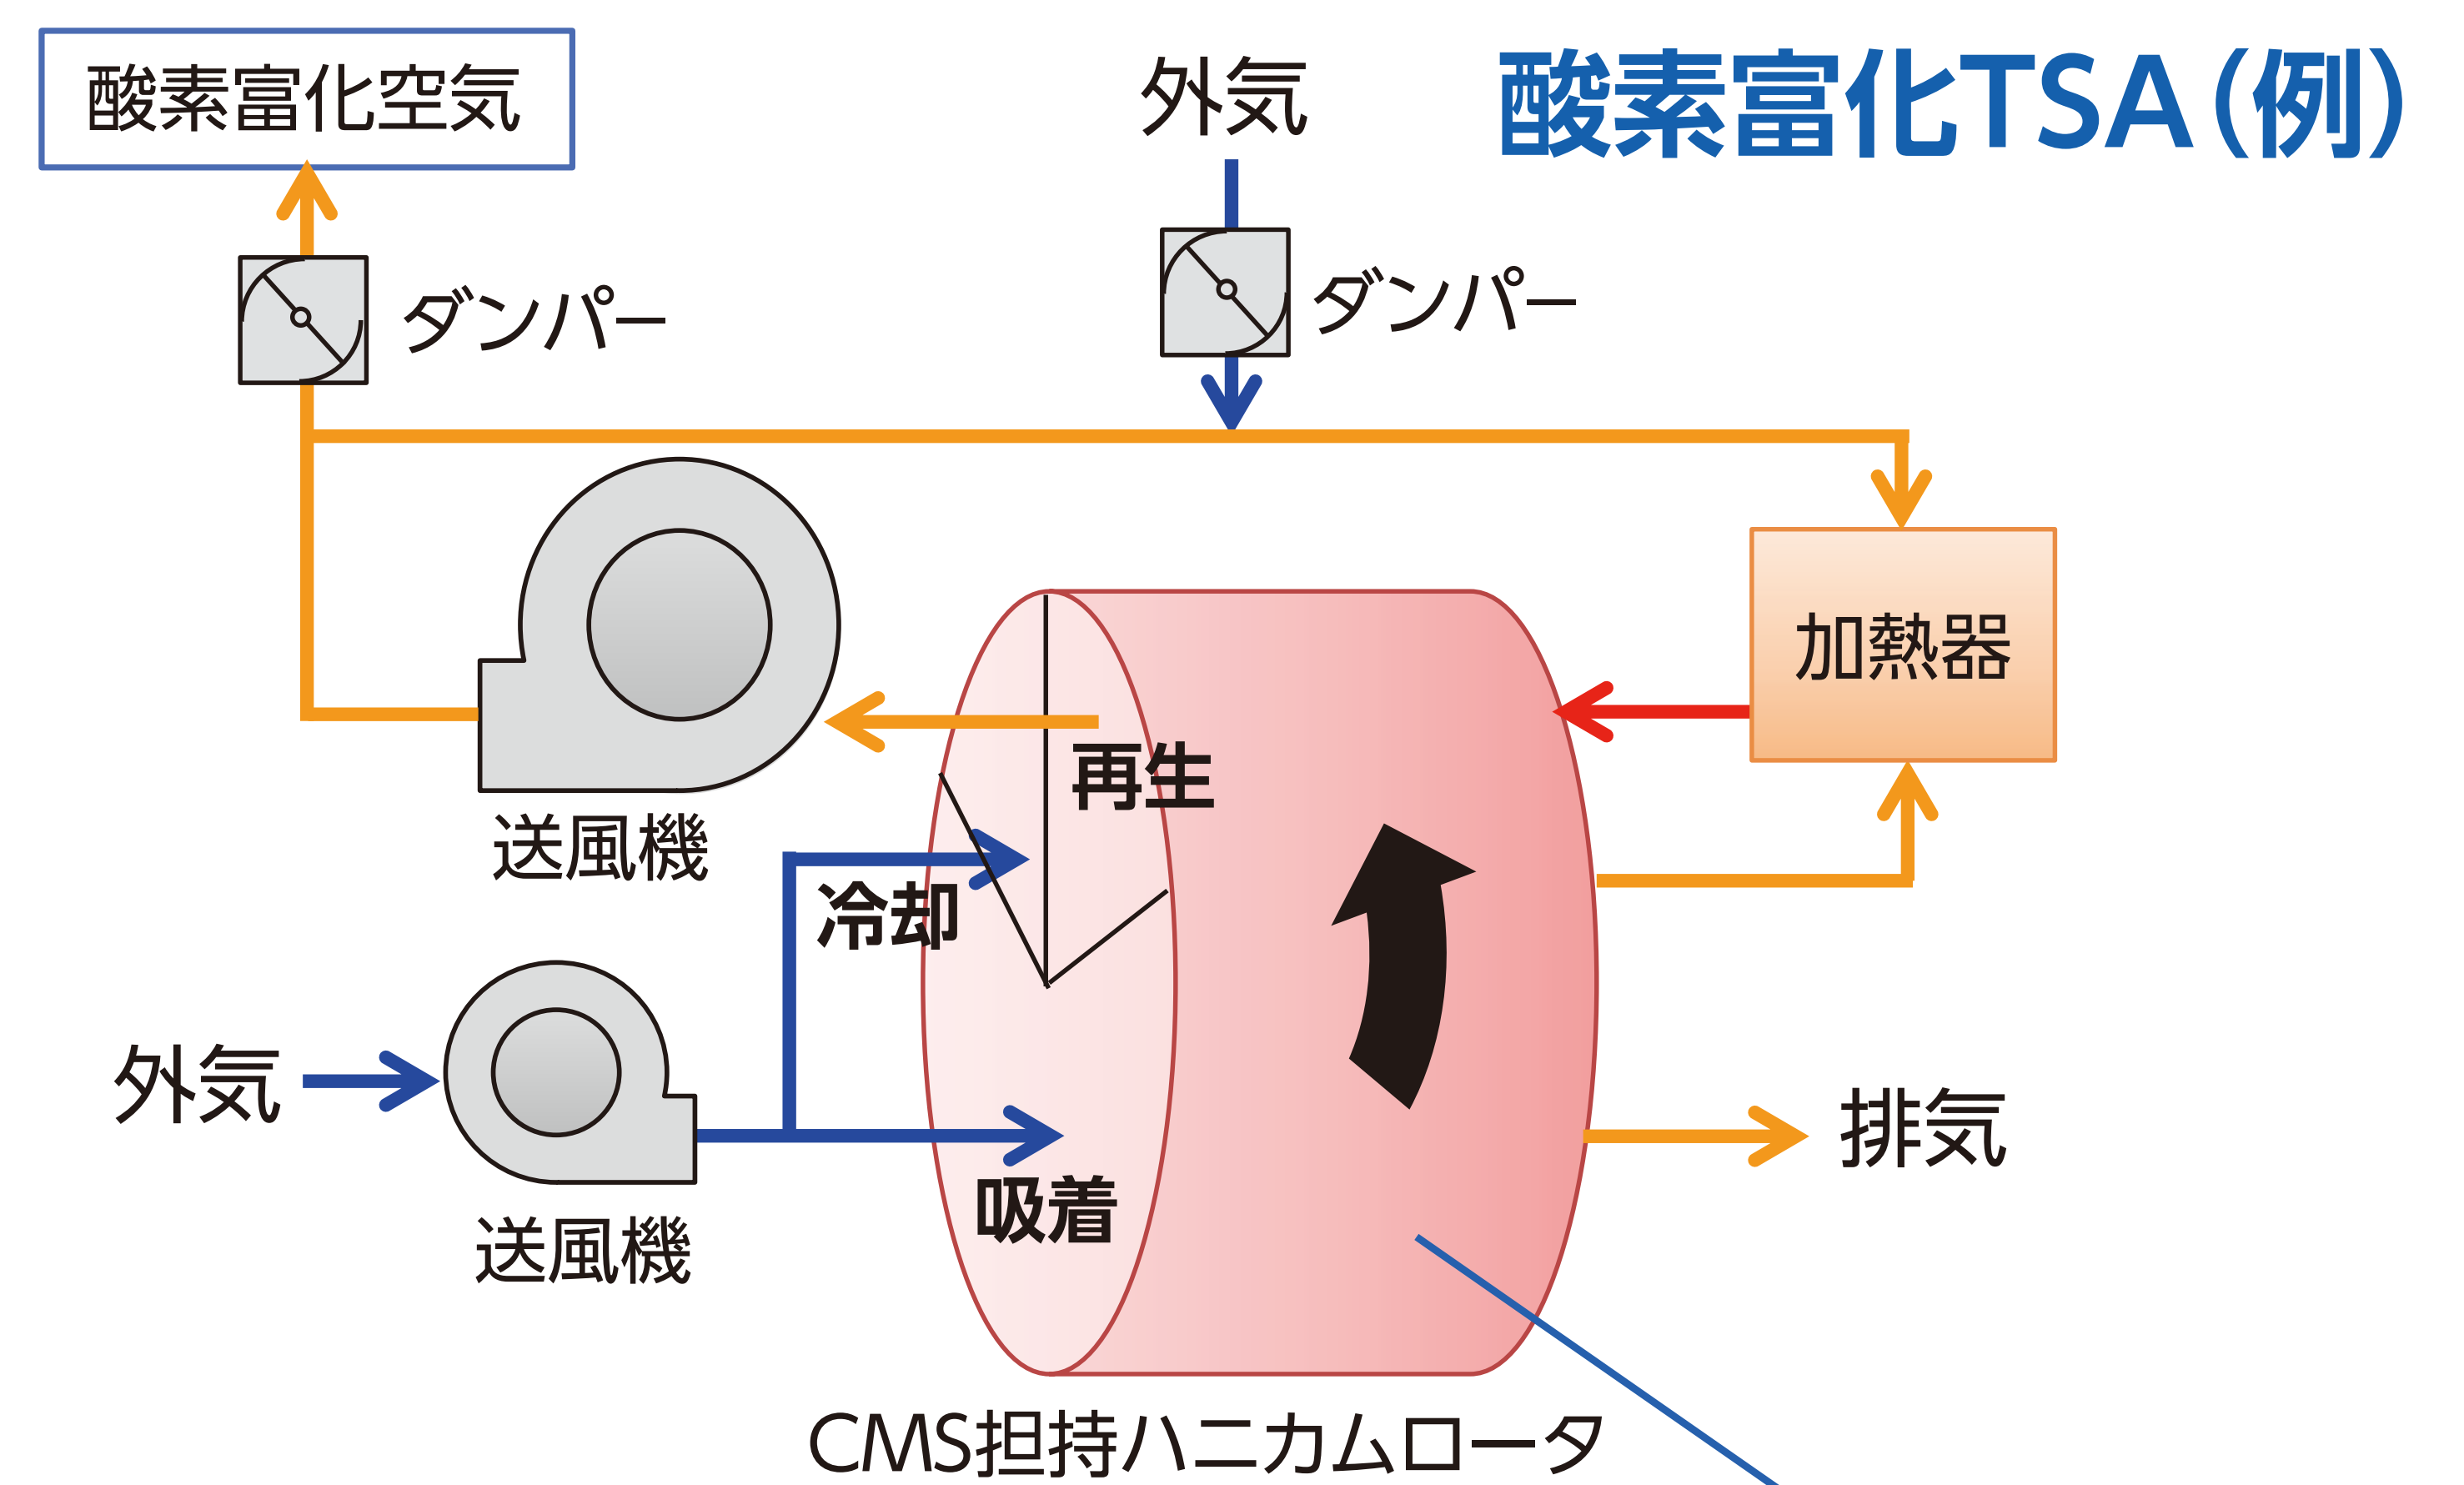 酸素富化空気
外気
酸素富化TSA(例)
ダンパー
ダンパー
加熱器
再生
送風機
冷却
外気
排気
吸着
送風機
CMS担持ハニカムロータ